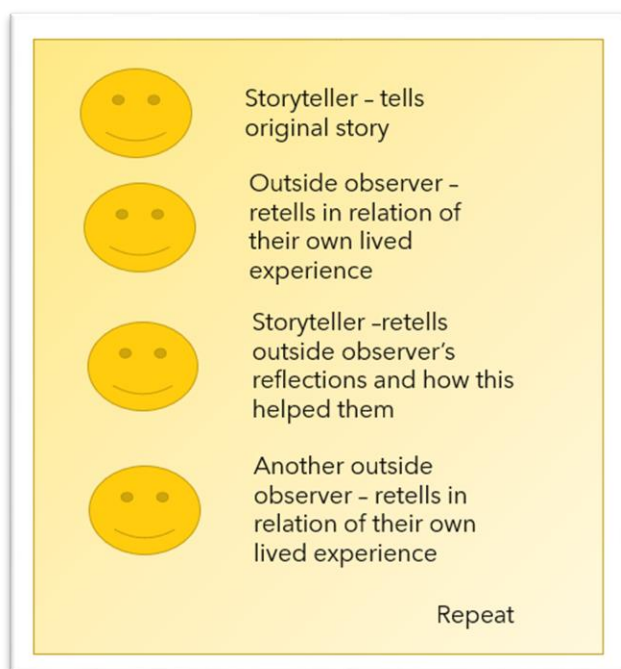 Storyteller – tells
original story
Outside observer –
retells in relation of
their own lived
experience
Storyteller –retells
outside observer's
reflections and how this
helped them
Another outside
observer – retells in
relation of their own
lived experience
Repeat